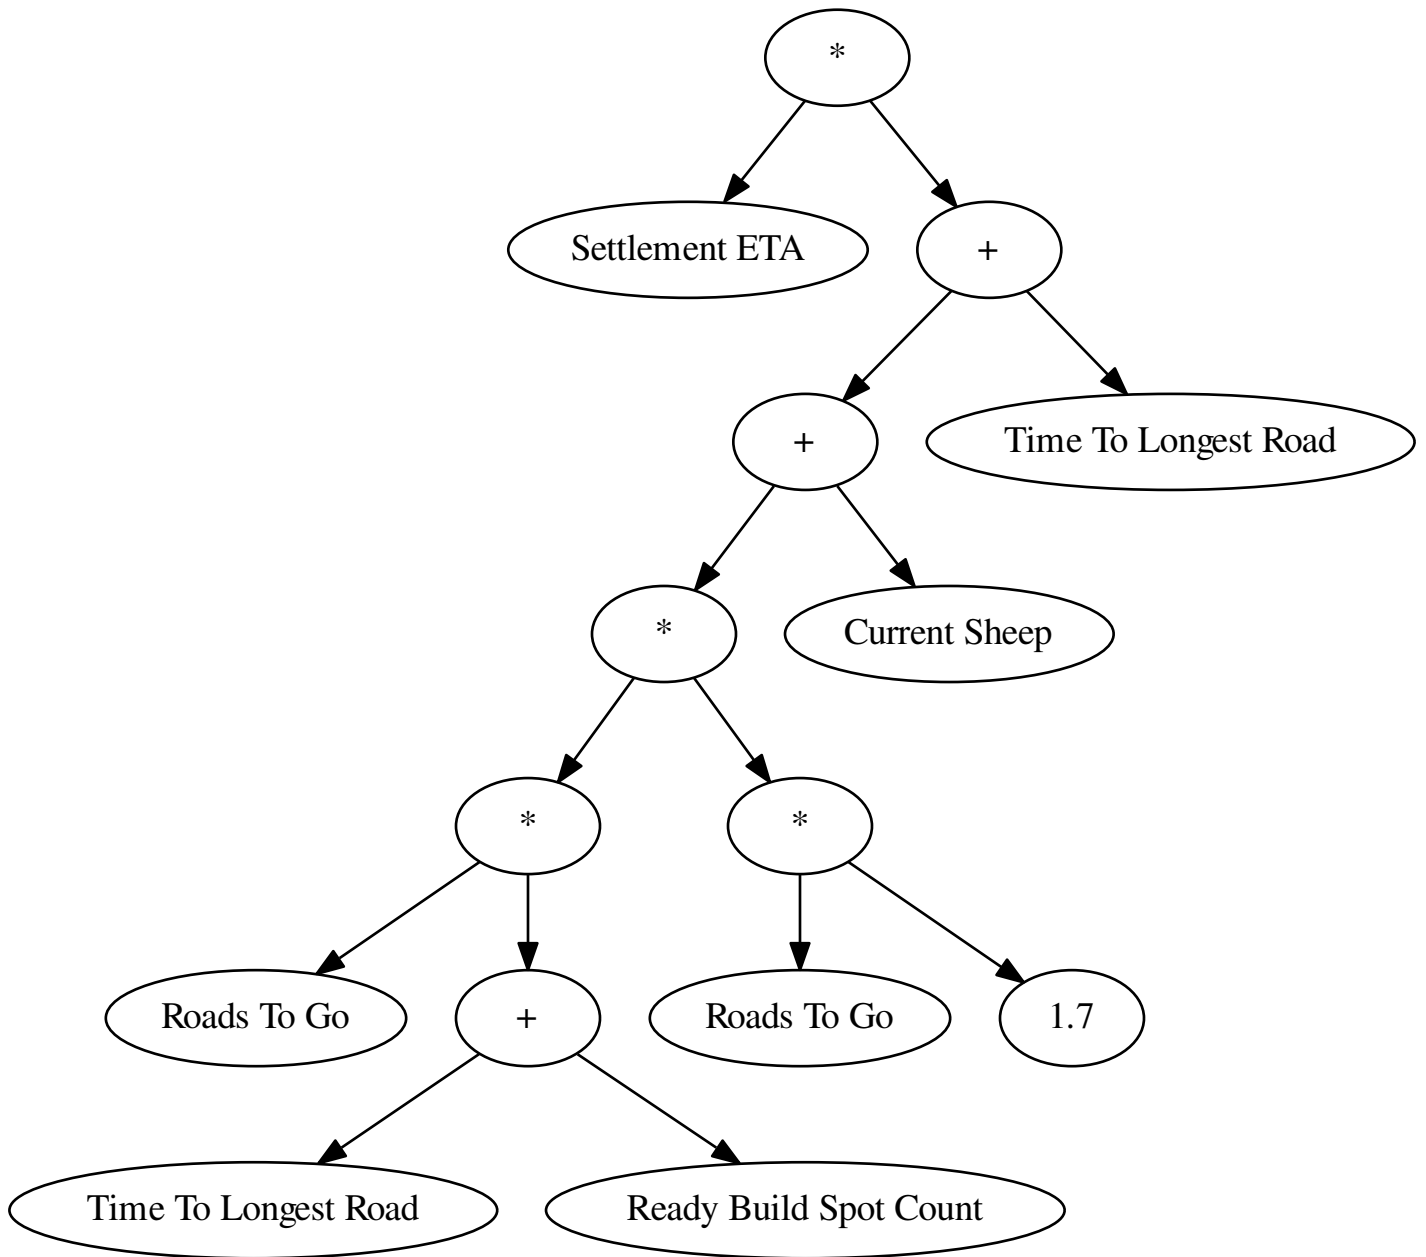 *
Settlement ETA
+
+
Time To Longest Road
*
Current Sheep
*
*
Roads To Go
+
Roads To Go
1.7
Time To Longest Road
Ready Build Spot Count